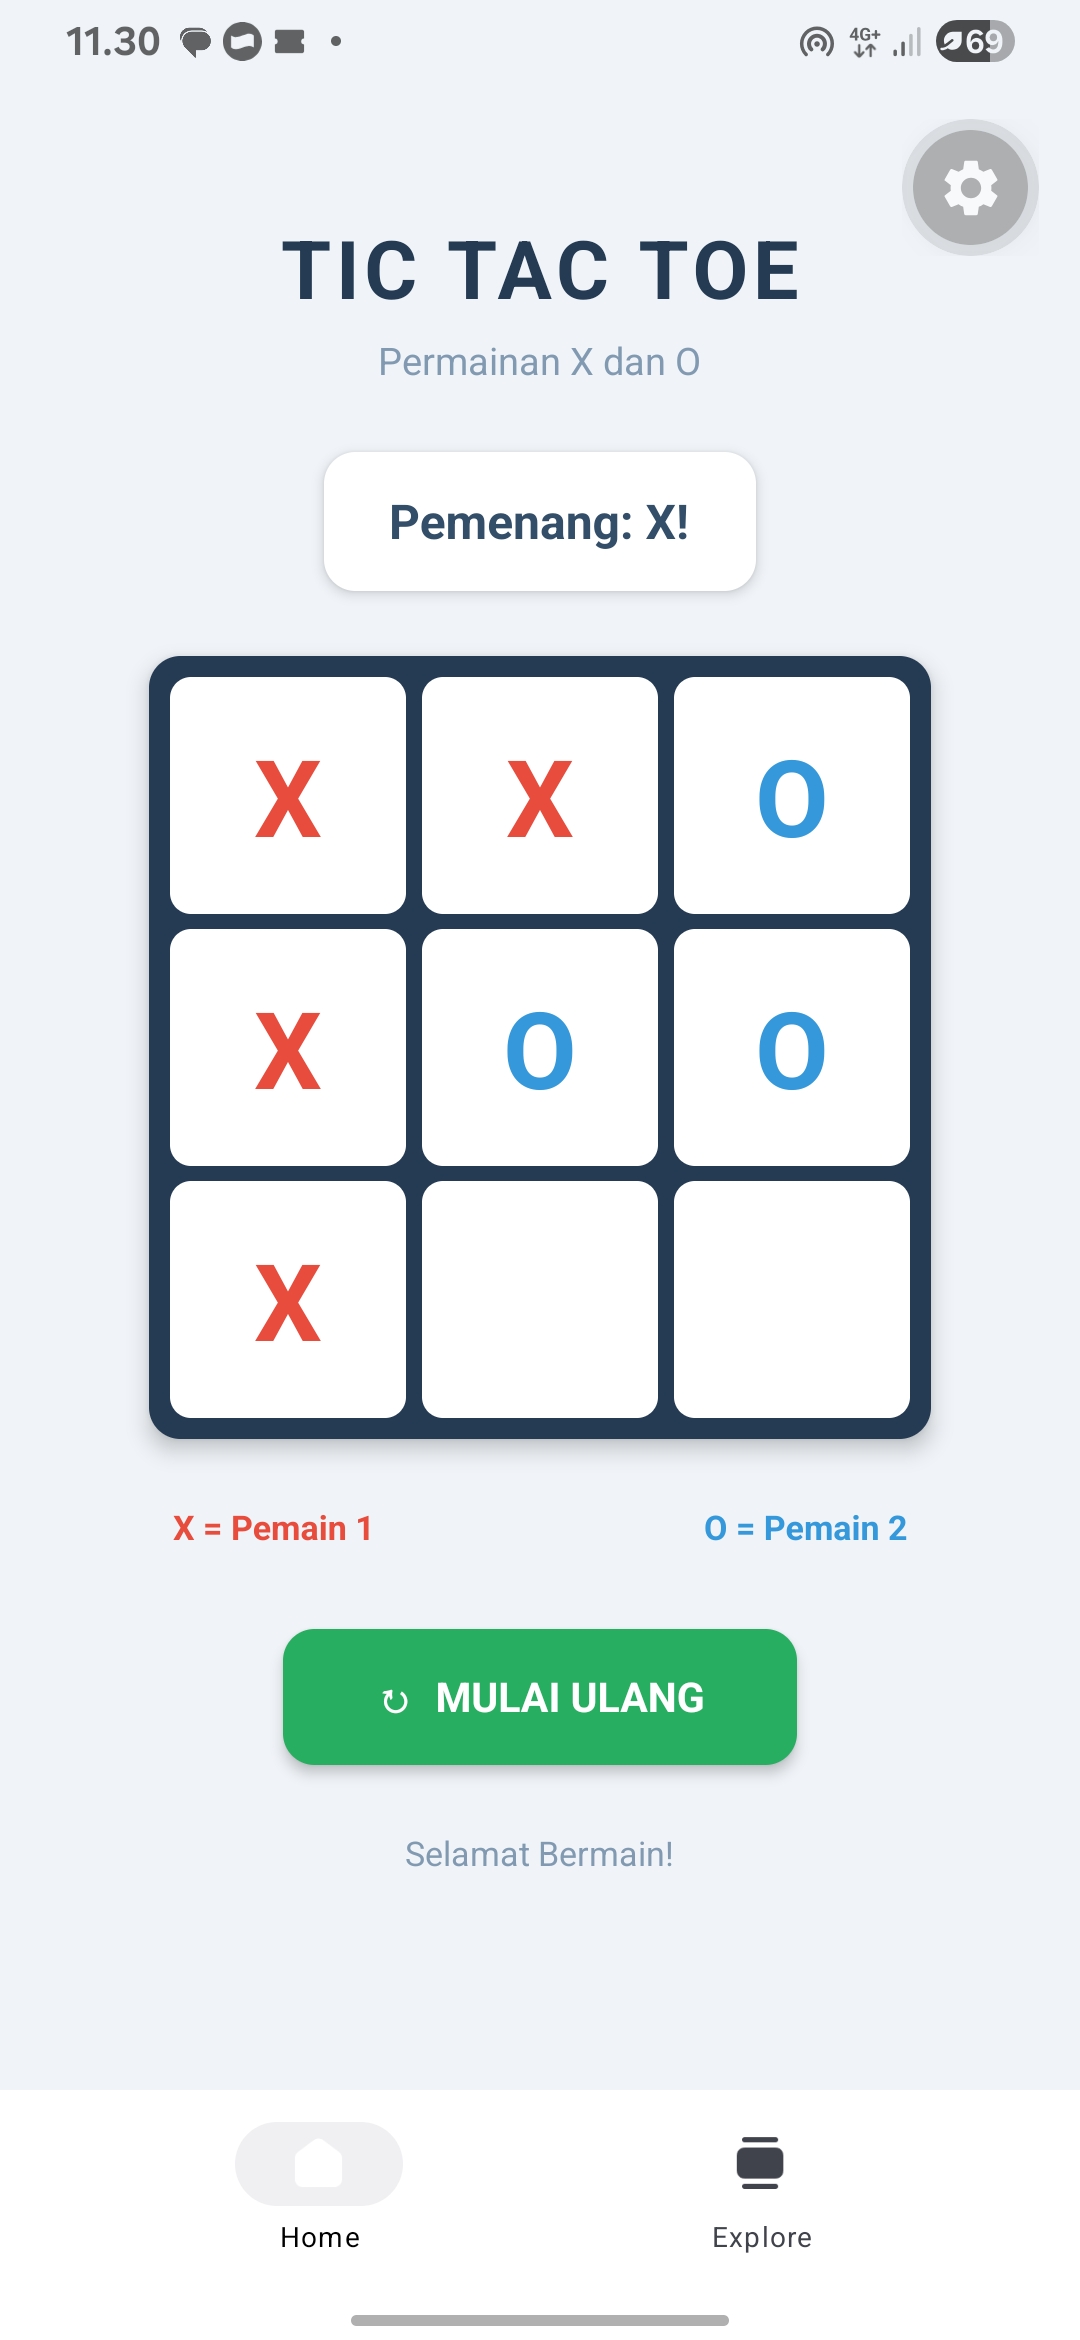 11.30
4G+
69
TIC TAC TOE
Permainan X dan O
Pemenang: X!
X X O
X O O
X
X = Pemain 1
O = Pemain 2
↻ MULAI ULANG
Selamat Bermain!
Home
Explore